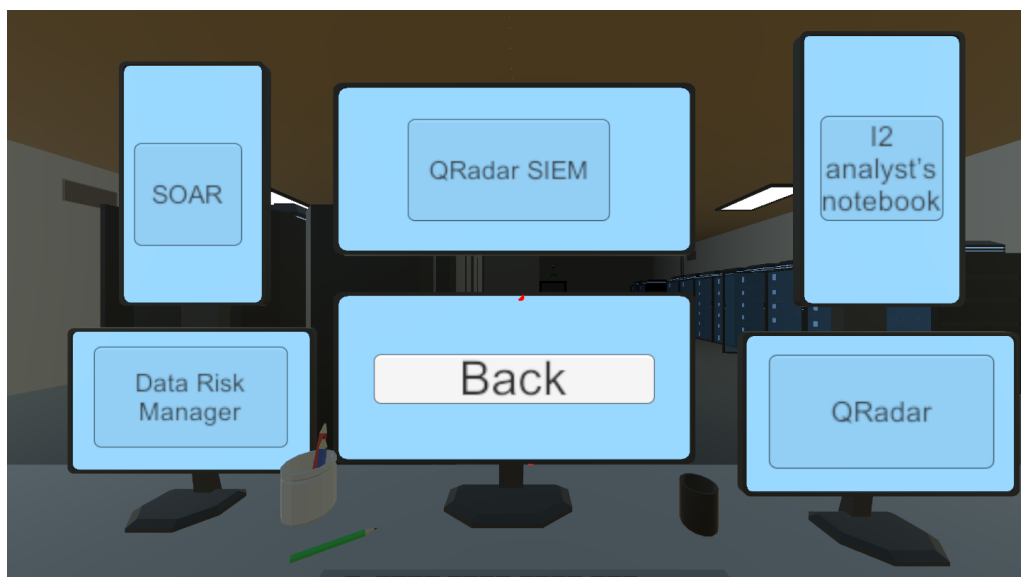 SOAR
QRadar SIEM
I2
analyst's
notebook
Data Risk
Manager
Back
QRadar